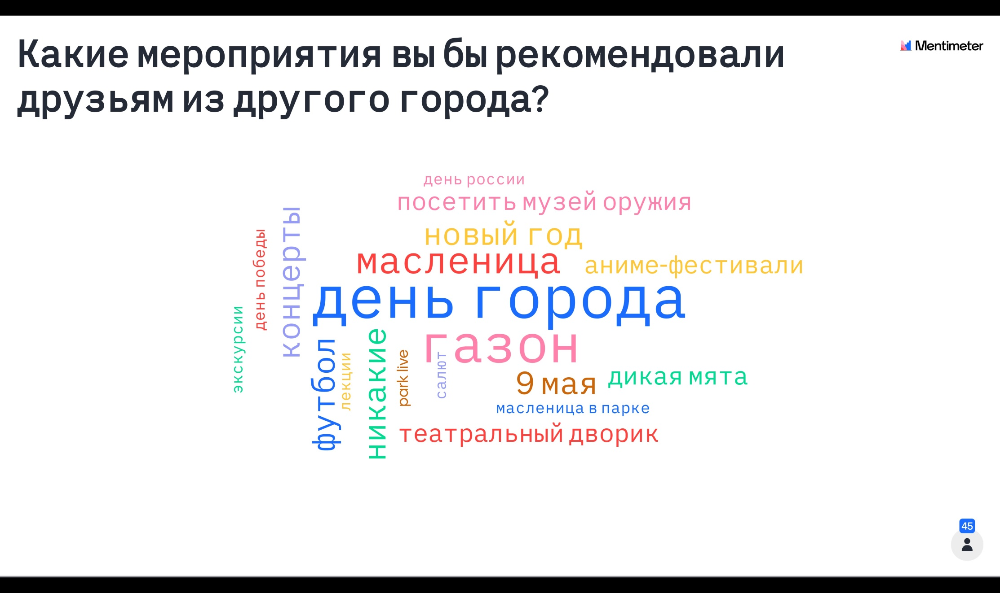 Какие мероприятия вы бы рекомендовали
друзьям из другого города?
Mentimeter
день россии
посетить музей оружия
новый год
масленица
аниме-фестивали
день города
газон
концерты
день победы
экскурсии
футбол
лекции
никакие
park live
салют
9 мая
дикая мята
масленица в парке
театральный дворик
45